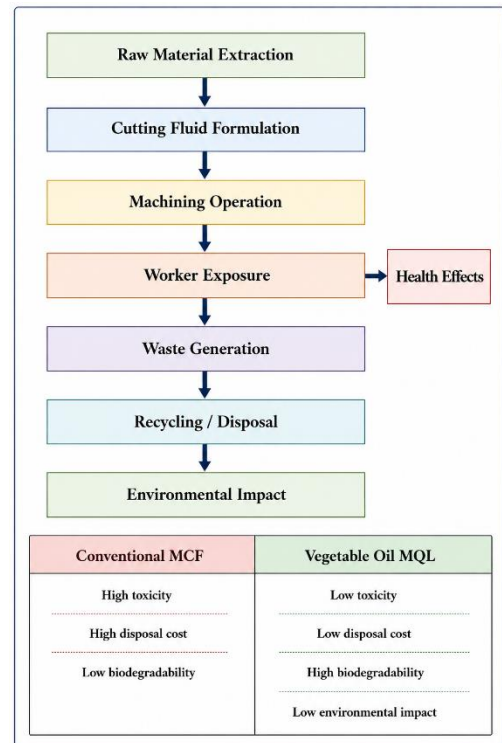 Raw Material Extraction
Cutting Fluid Formulation
Machining Operation
Worker Exposure
Health Effects
Waste Generation
Recycling / Disposal
Environmental Impact
Conventional MCF
Vegetable Oil MQL
High toxicity
Low toxicity
High disposal cost
Low disposal cost
Low biodegradability
High biodegradability
Low environmental impact